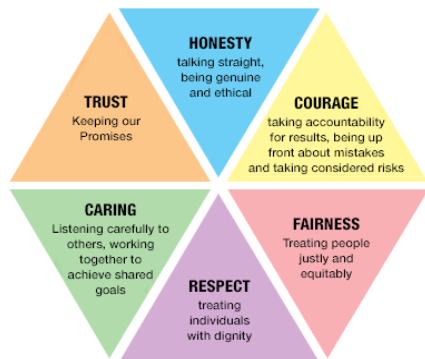 HONESTY
talking straight,
being genuine
and ethical
TRUST
Keeping our
Promises
COURAGE
taking accountability
for results, being up
front about mistakes
and taking considered risks
CARING
Listening carefully to
others, working
together to
achieve shared
goals
RESPECT
treating
individuals
with dignity
FAIRNESS
Treating people
justly and
equitably